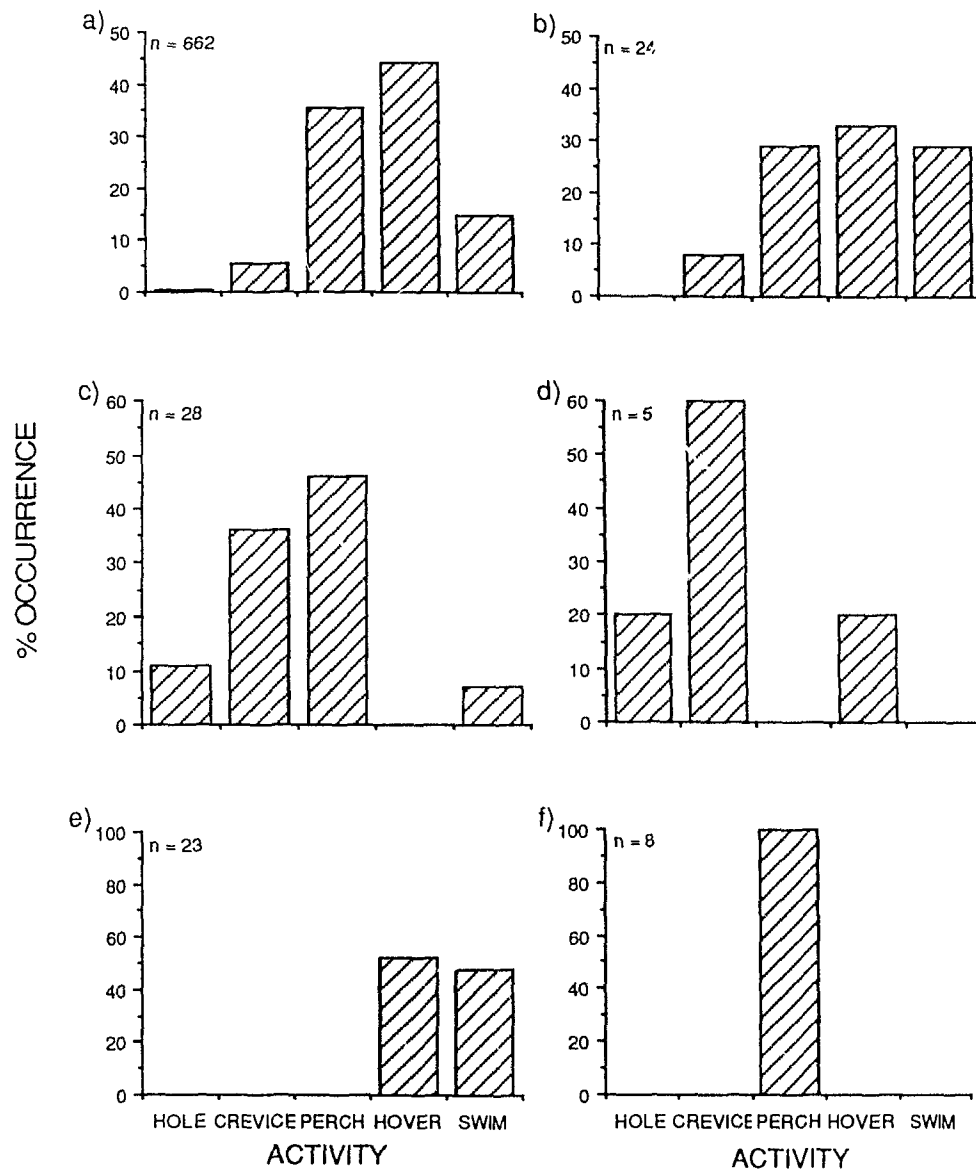 a)
n = 662
50
40
30
20
10
0
b)
n = 24
50
40
30
20
10
0
% OCCURRENCE
c)
n = 28
60
50
40
30
20
10
0
d)
n = 5
60
50
40
30
20
10
0
e)
n = 23
100
80
60
40
20
0
HOLE CREVICE PERCH HOVER SWIM
ACTIVITY
f)
n = 8
100
80
60
40
20
0
HOLE CREVICE PERCH HOVER SWIM
ACTIVITY